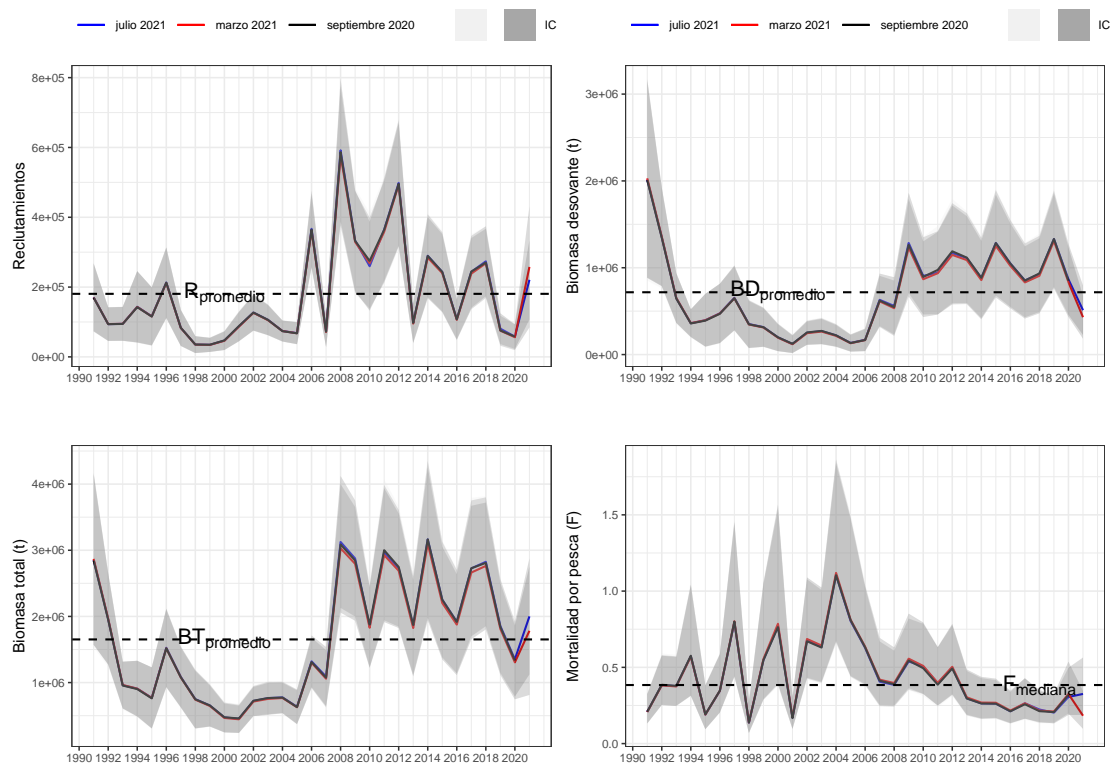 julio 2021 marzo 2021 septiembre 2020 IC
julio 2021 marzo 2021 septiembre 2020 IC
Reclutamientos
8e+05
6e+05
4e+05
2e+05
0e+00
R promedio
1990 1992 1994 1996 1998 2000 2002 2004 2006 2008 2010 2012 2014 2016 2018 2020
Biomasa desovante (t)
3e+06
2e+06
1e+06
0e+00
BD promedio
1990 1992 1994 1996 1998 2000 2002 2004 2006 2008 2010 2012 2014 2016 2018 2020
Biomasa total (t)
4e+06
3e+06
2e+06
1e+06
BT promedio
1990 1992 1994 1996 1998 2000 2002 2004 2006 2008 2010 2012 2014 2016 2018 2020
Mortalidad por pesca (F)
1.5
1.0
0.5
0.0
F mediana
1990 1992 1994 1996 1998 2000 2002 2004 2006 2008 2010 2012 2014 2016 2018 2020